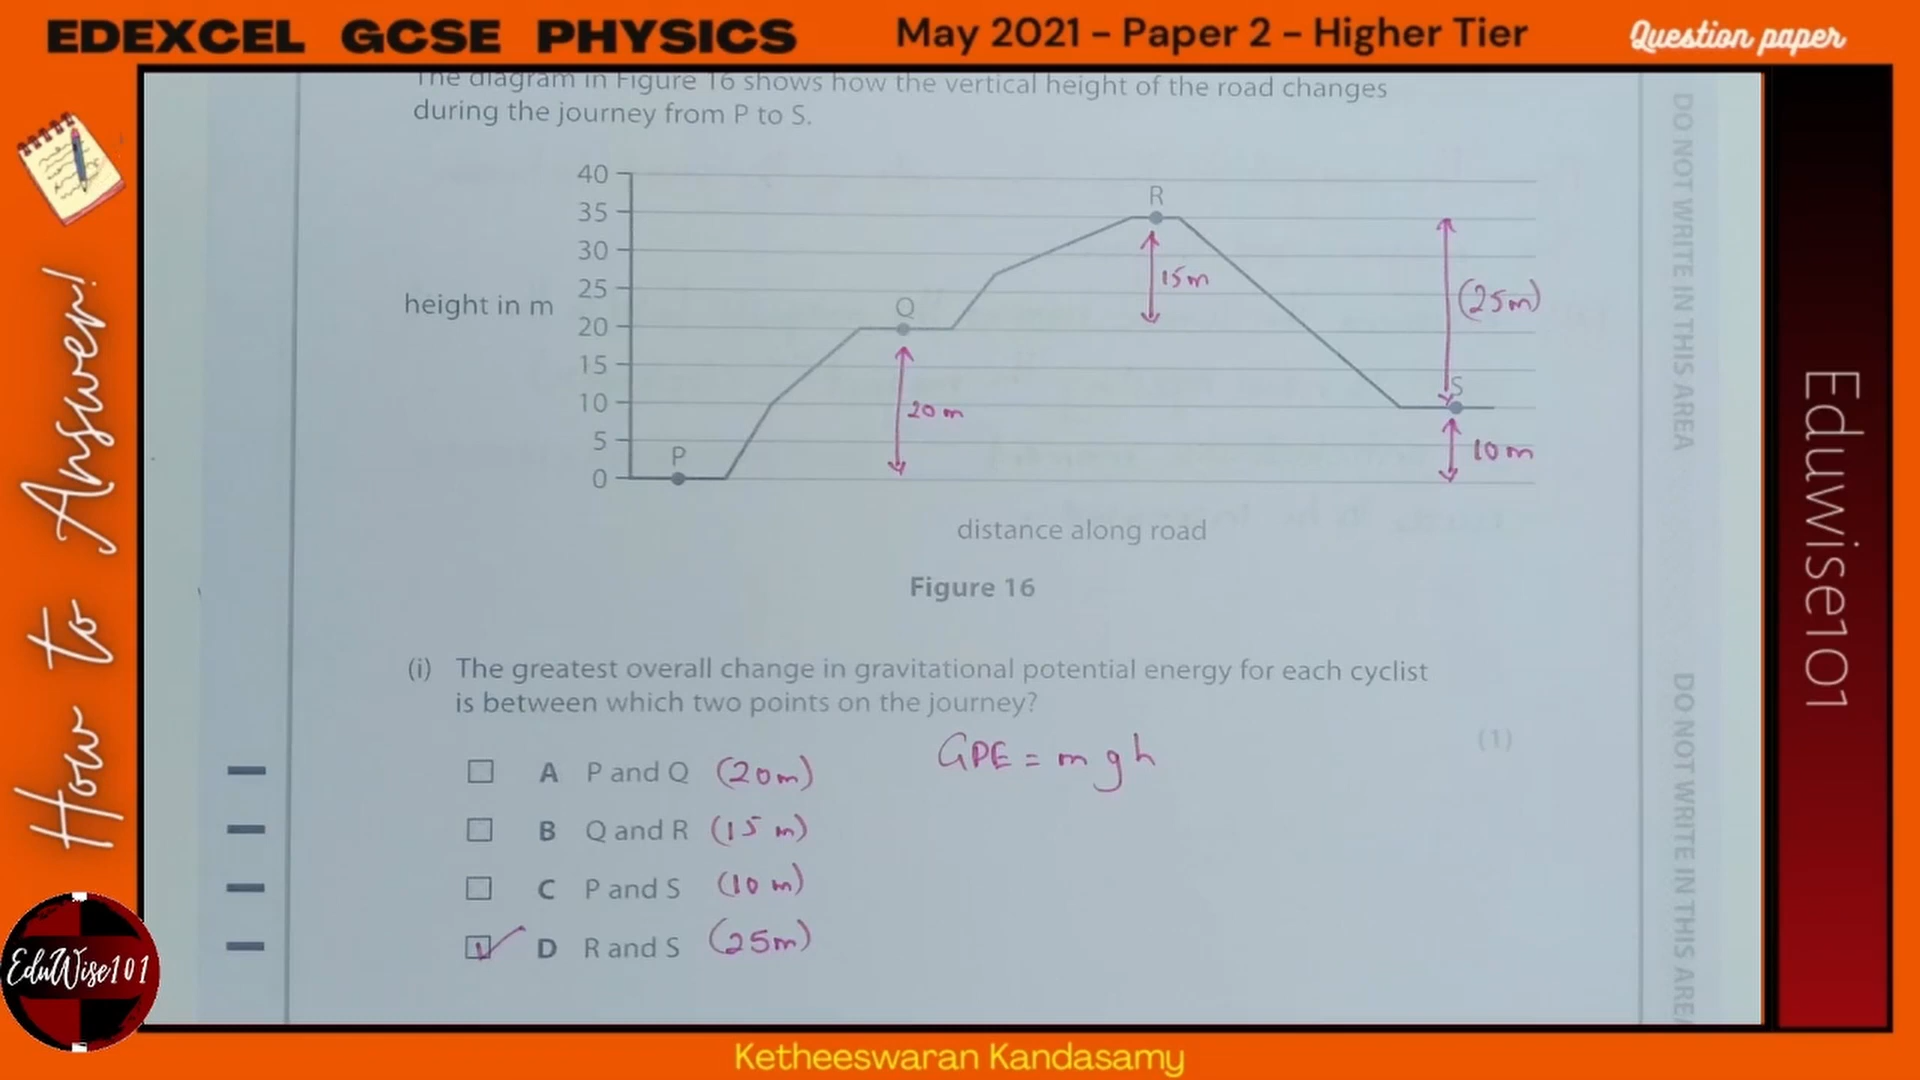 EDEXCEL GCSE PHYSICS May 2021 - Paper 2 - Higher Tier Question paper
The diagram in Figure 16 shows how the vertical height of the road changes
during the journey from P to S.
40
35
30
25
20
15
10
5
0
height in m
P
Q
R
S
20 m
15m
(25m)
10 m
distance along road
Figure 16
(i) The greatest overall change in gravitational potential energy for each cyclist
is between which two points on the journey?
(1)
GPE = mgh
A P and Q (20m)
B Q and R (15 m)
C P and S (10 m)
D R and S (25m)
DO NOT WRITE IN THIS AREA
DO NOT WRITE IN THIS AREA
How to Answer!
EduWise101
Eduwise101
Ketheeswaran Kandasamy